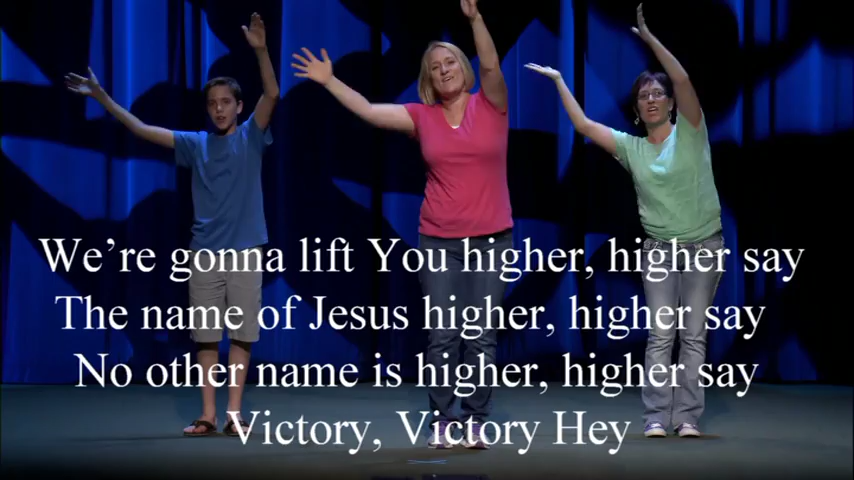 We’re gonna lift You higher, higher say
The name of Jesus higher, higher say
No other name is higher, higher say
Victory, Victory Hey